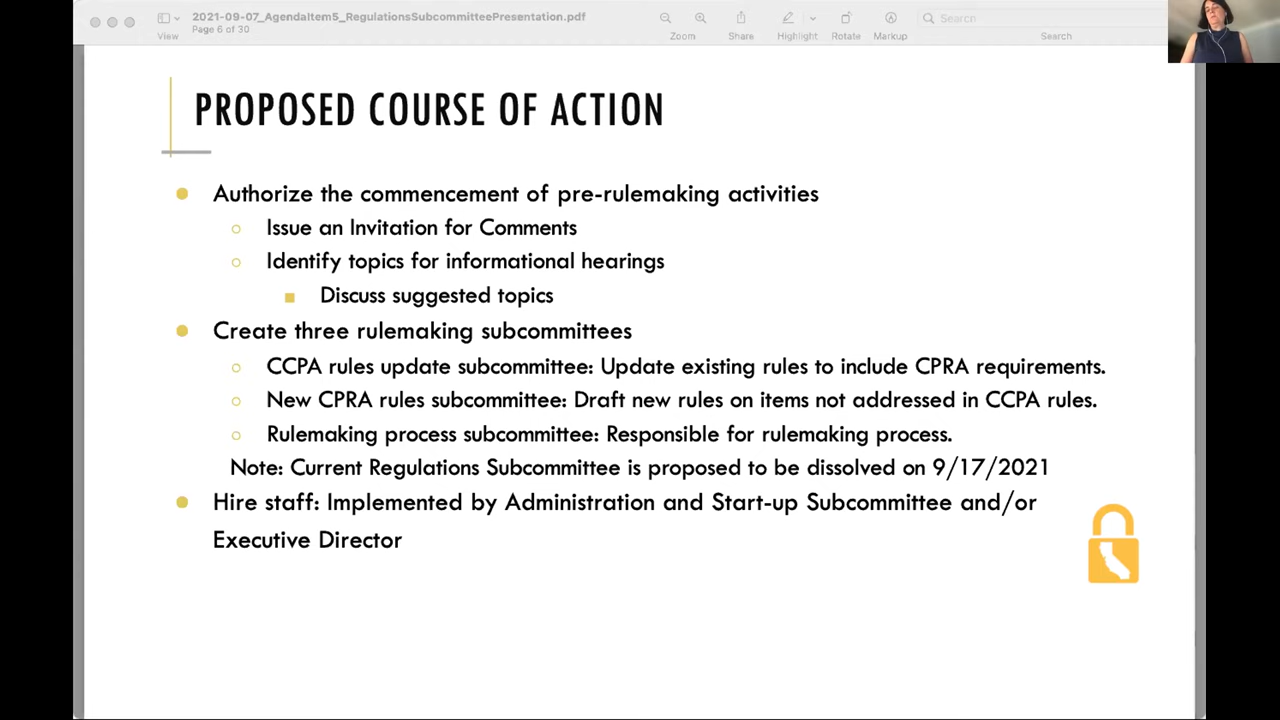 2021-09-07_AgendaItem5_RegulationsSubcommitteePresentation.pdf
Page 6 of 30
View
Zoom
Share
Highlight
Rotate
Markup
Search
Search
PROPOSED COURSE OF ACTION
Authorize the commencement of pre-rulemaking activities
Issue an Invitation for Comments
Identify topics for informational hearings
Discuss suggested topics
Create three rulemaking subcommittees
CCPA rules update subcommittee: Update existing rules to include CPRA requirements.
New CPRA rules subcommittee: Draft new rules on items not addressed in CCPA rules.
Rulemaking process subcommittee: Responsible for rulemaking process.
Note: Current Regulations Subcommittee is proposed to be dissolved on 9/17/2021
Hire staff: Implemented by Administration and Start-up Subcommittee and/or
Executive Director